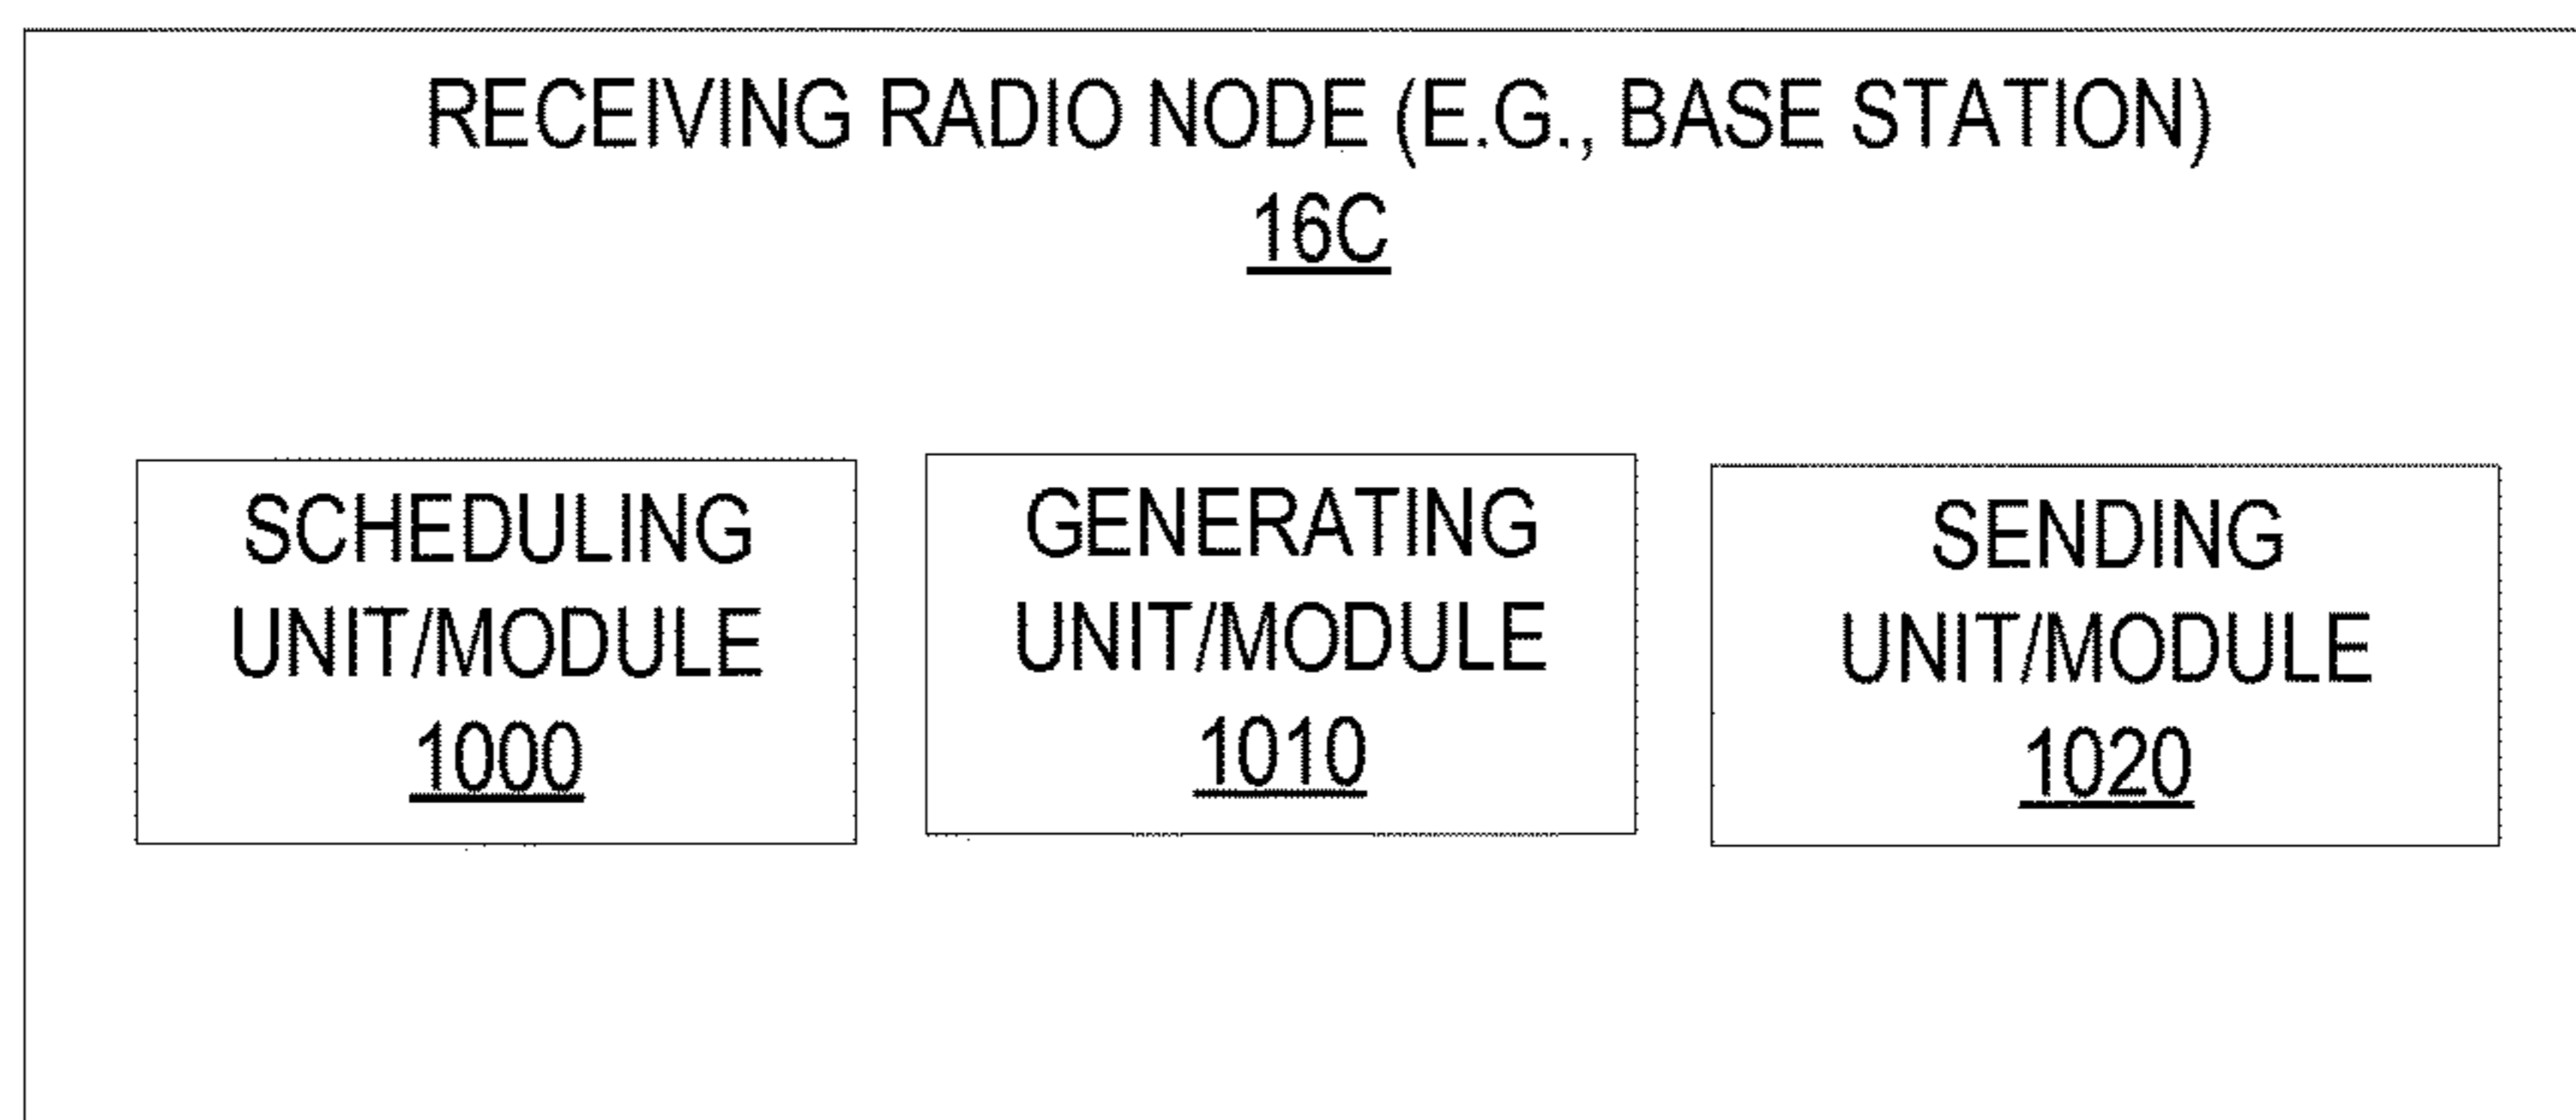 RECEIVING RADIO NODE (E.G., BASE STATION)
16C
SCHEDULING
UNIT/MODULE
1000
GENERATING
UNIT/MODULE
1010
SENDING
UNIT/MODULE
1020